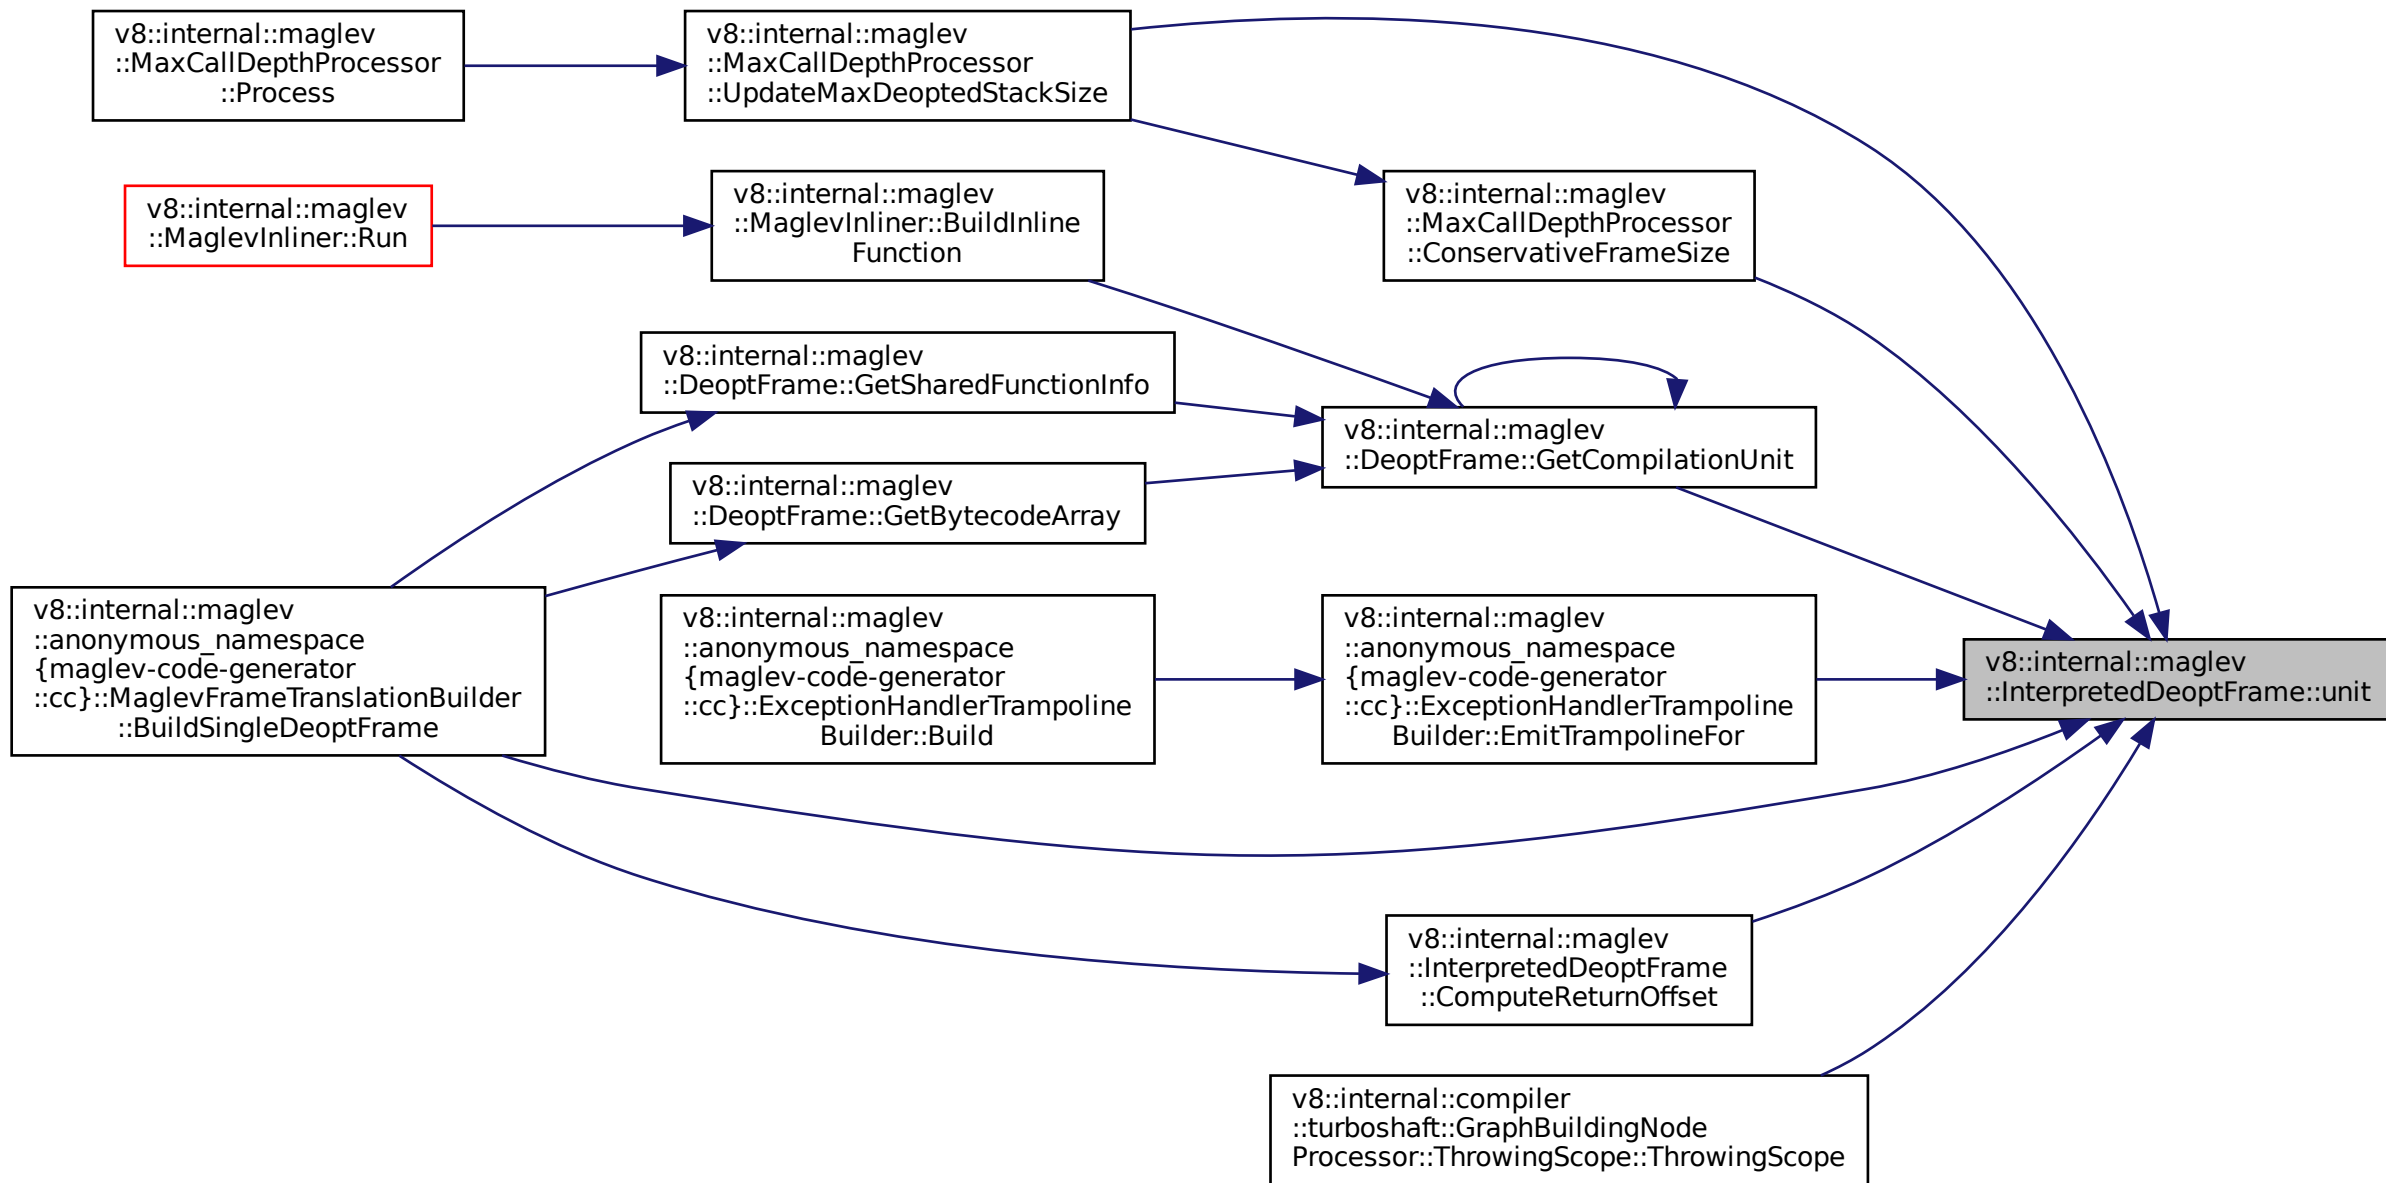 v8::internal::maglev
::MaxCallDepthProcessor
::Process
v8::internal::maglev
::MaxCallDepthProcessor
::UpdateMaxDeoptedStackSize
v8::internal::maglev
::MaglevInliner::Run
v8::internal::maglev
::MaglevInliner::BuildInline
Function
v8::internal::maglev
::MaxCallDepthProcessor
::ConservativeFrameSize
v8::internal::maglev
::DeoptFrame::GetSharedFunctionInfo
v8::internal::maglev
::DeoptFrame::GetCompilationUnit
v8::internal::maglev
::DeoptFrame::GetBytecodeArray
v8::internal::maglev
::anonymous_namespace
{maglev-code-generator
::cc}::MaglevFrameTranslationBuilder
::BuildSingleDeoptFrame
v8::internal::maglev
::anonymous_namespace
{maglev-code-generator
::cc}::ExceptionHandlerTrampoline
Builder::Build
v8::internal::maglev
::anonymous_namespace
{maglev-code-generator
::cc}::ExceptionHandlerTrampoline
Builder::EmitTrampolineFor
v8::internal::maglev
::InterpretedDeoptFrame::unit
v8::internal::maglev
::InterpretedDeoptFrame
::ComputeReturnOffset
v8::internal::compiler
::turboshaft::GraphBuildingNode
Processor::ThrowingScope::ThrowingScope